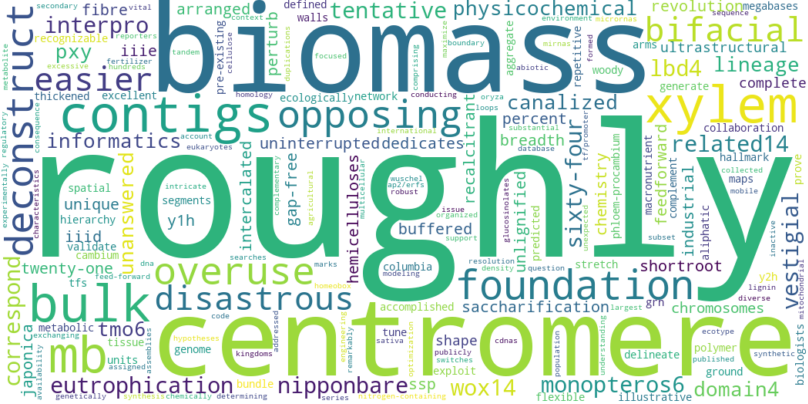 secondary fibre vital
recognizable
interpro
pxy iiie
thickened excellent
easier
arranged
context
defined
walls
pre-existing
reporters
cellulose
perturb
tandem
duplications
biomass
tentative
focused
boundary
comprising
maximize
physicochemical
environment micrornas
aggregate
mirnas
formed
abiotic
repetitive
woody
revolution megabases
sequence
bifacial
arms ultrastructural
lbd4 lineage
generate complete
metabolite
excessive
fertilizer
hundreds
deconstruct
contigs
opposing
homology
conducting
oryza
loops
canalized
percent
xylem
collaboration
related14
hallmark
maps collected
mobile
informatics
account
eukaryotes
network
ecologically
uninterrupted dedicates
international
substantial
database
breadth
recalcitrant
sixty-four
tf/promoter
chemistry
macronutrient
feedforward
complement
phloem-procambium
prove
experimentally regulatory
consequence
characteristics
spatial
unique
hierarchy
iiid
validate
cambium
unanswered
intricate
segments
y1h
intercalated
gap-free
complementary
agricultural
hemicelluloses
multicellular
roughly
wuschel
ap2/erfs
robust
organized
support
buffered
glucosinolates
unlignified
predicted
unexpected
industrial
aliphatic
subset
inactive
diverse
vestigial
mitochondrial
correspond
twenty-one
feed-forward
dna
tfs
searches
marks
homeobox
overuse
columbia
modeling
resolution
density question
foundation
stretch shortroot
y2h
lignin
chromosomes
bulk
disastrous
saccharification
grn
japonica
metabolic tmo6
mb
tissue
units
exchanging
availability
assemblies
assigned
code
hypotheses
addressed
genome
kingdoms
engineering
remarkably
centromere
accomplished
tune
sativa
optimization
shape
publicly
switches
cdnas
exploit
largest
understanding
delineate
polymer
published
ground
ecotype
population
synthetic
biologists
eutrophication
bundle nipponbare
ssp
wox14
monopteros6
domain4
genetically synthesis chemically determining series nitrogen-containing
flexible illustrative